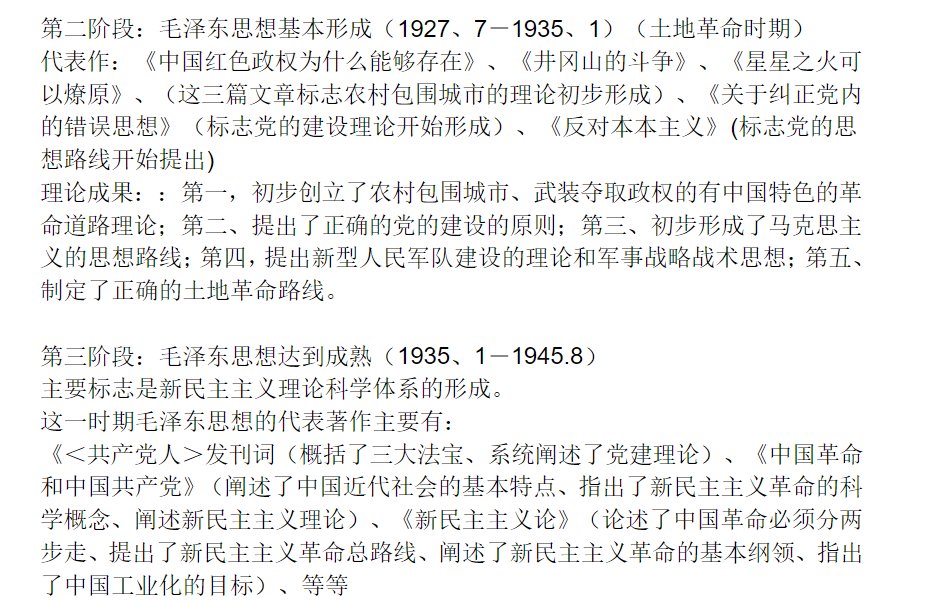 第二阶段：毛泽东思想基本形成（1927、7－1935、1）（土地革命时期）
代表作：《中国红色政权为什么能够存在》、《井冈山的斗争》、《星星之火可
以燎原》、（这三篇文章标志农村包围城市的理论初步形成）、《关于纠正党内
的错误思想》（标志党的建设理论开始形成）、《反对本本主义》(标志党的思
想路线开始提出)
理论成果：：第一，初步创立了农村包围城市、武装夺取政权的有中国特色的革
命道路理论；第二、提出了正确的党的建设的原则；第三、初步形成了马克思主
义的思想路线；第四，提出新型人民军队建设的理论和军事战略战术思想；第五、
制定了正确的土地革命路线。
第三阶段：毛泽东思想达到成熟（1935、1－1945.8）
主要标志是新民主主义理论科学体系的形成。
这一时期毛泽东思想的代表著作主要有：
《＜共产党人＞发刊词（概括了三大法宝、系统阐述了党建理论）、《中国革命
和中国共产党》（阐述了中国近代社会的基本特点、指出了新民主主义革命的科
学概念、阐述新民主主义理论）、《新民主主义论》（论述了中国革命必须分两
步走、提出了新民主主义革命总路线、阐述了新民主主义革命的基本纲领、指出
了中国工业化的目标）、等等